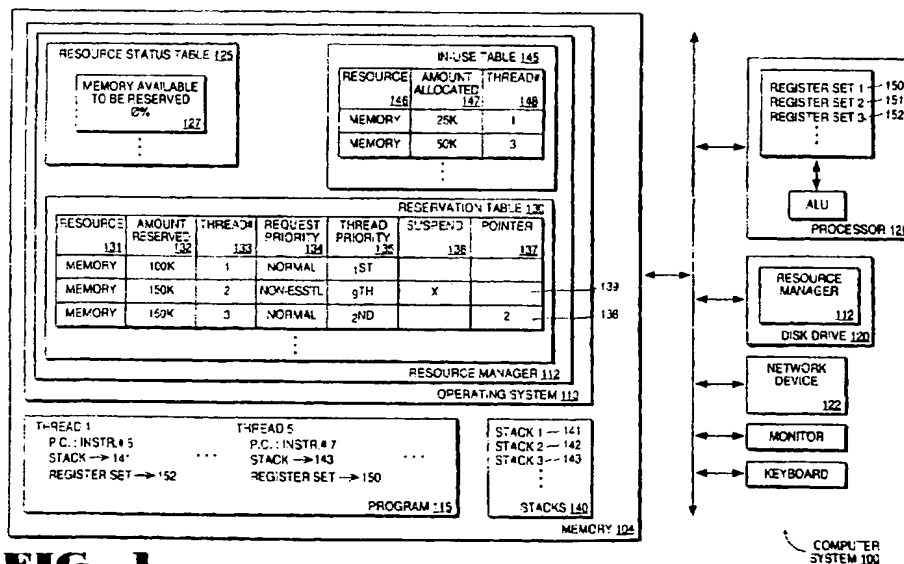 RESOURCE STATUS TABLE 125
MEMORY AVAILABLE
TO BE RESERVED
0%
127
IN-USE TABLE 145
RESOURCE 146 AMOUNT ALLOCATED 147 THREAD# 148
MEMORY 25K 1
MEMORY 50K 3
RESERVATION TABLE 130
RESOURCE 131 AMOUNT RESERVED 132 THREAD# 133 REQUEST PRIORITY 134 THREAD PRIORITY 135 SUSPEND 136 POINTER 137
MEMORY 100K 1 NORMAL 1ST
MEMORY 150K 2 NON-ESSTL 9TH X 139
MEMORY 150K 3 NORMAL 2ND 2 138
RESOURCE MANAGER 112
OPERATING SYSTEM 110
THREAD 1
P.C.: INSTR.# 5
STACK → 141
REGISTER SET → 152
THREAD 5
P.C.: INSTR.# 7
STACK → 143
REGISTER SET → 150
PROGRAM 115
STACK 1 141
STACK 2 142
STACK 3 143
STACKS 140
MEMORY 104
REGISTER SET 1 150
REGISTER SET 2 151
REGISTER SET 3 152
ALU
PROCESSOR
RESOURCE
MANAGER
112
DISK DRIVE 120
NETWORK
DEVICE
122
MONITOR
KEYBOARD
COMPUTER
SYSTEM 100
FIG. 1